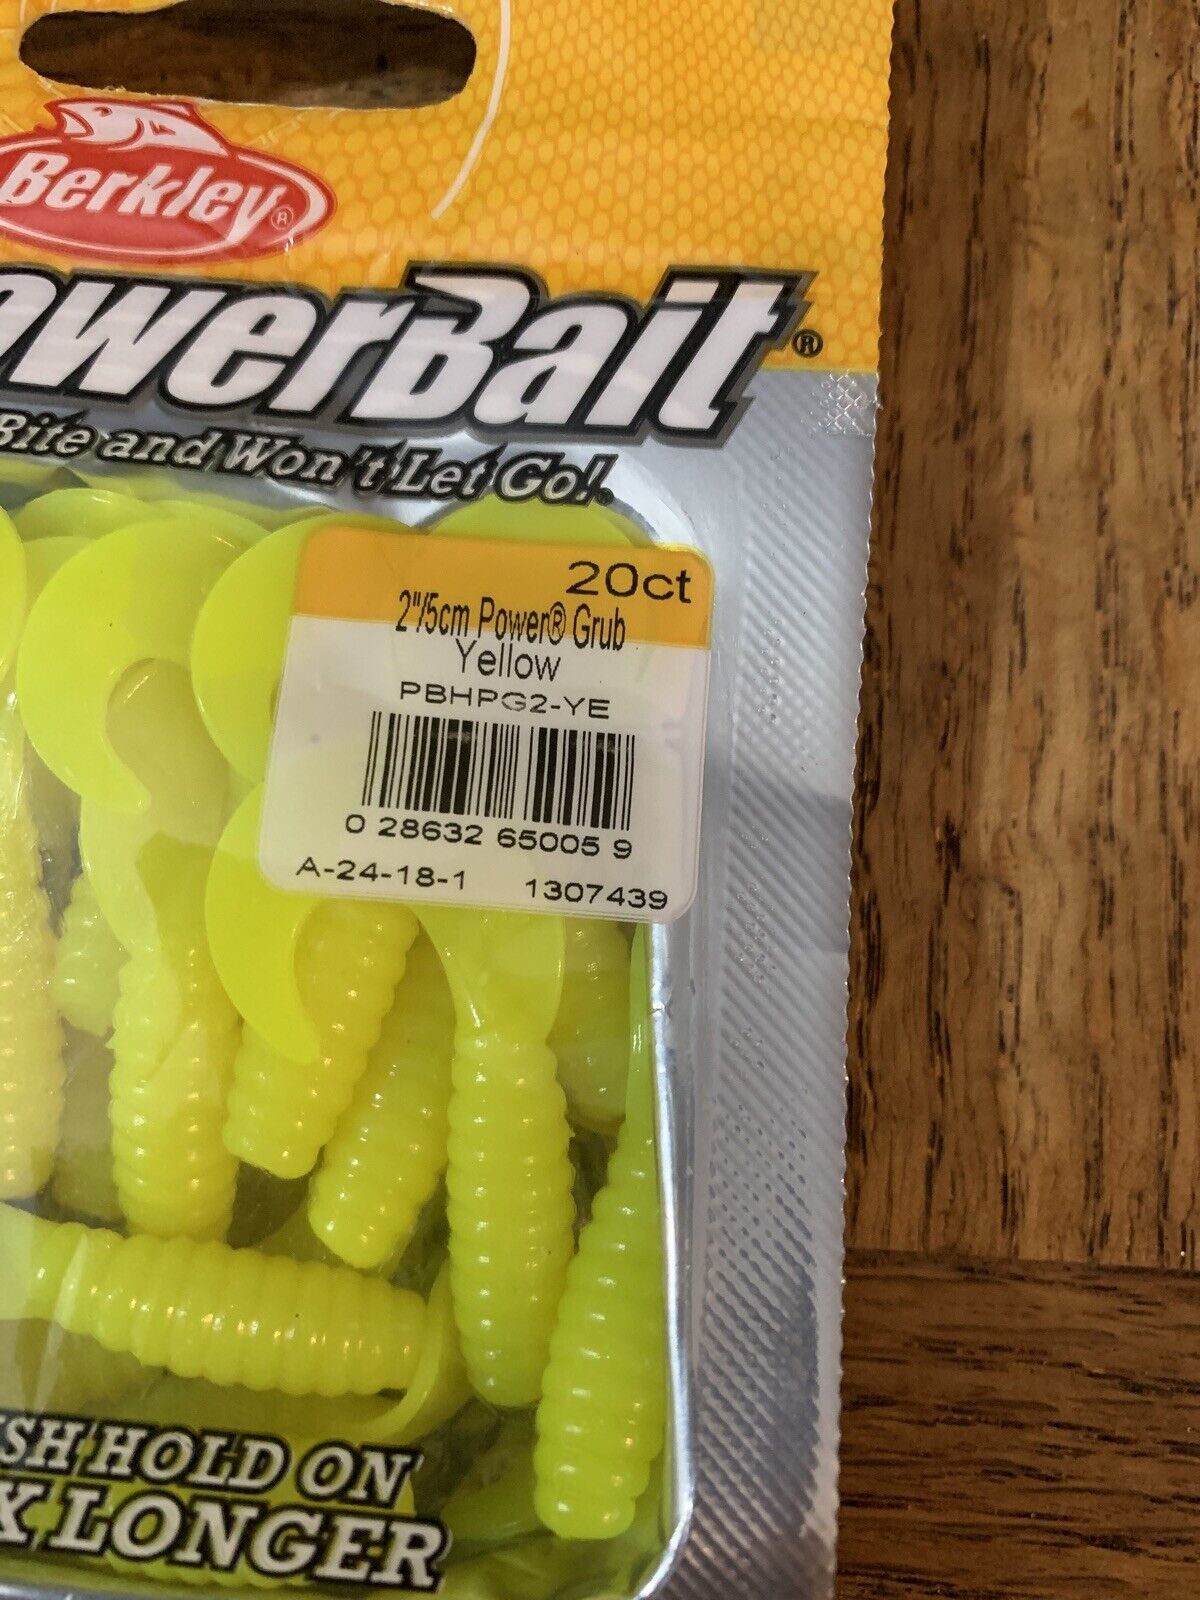 Berkley®
owerBait®
Bite and Won't Let Go!®
20ct
2"/5cm Power® Grub
Yellow
PBHPG2-YE
0 28632 65005 9
A-24-18-1 1307439
SH HOLD ON
X LONGER